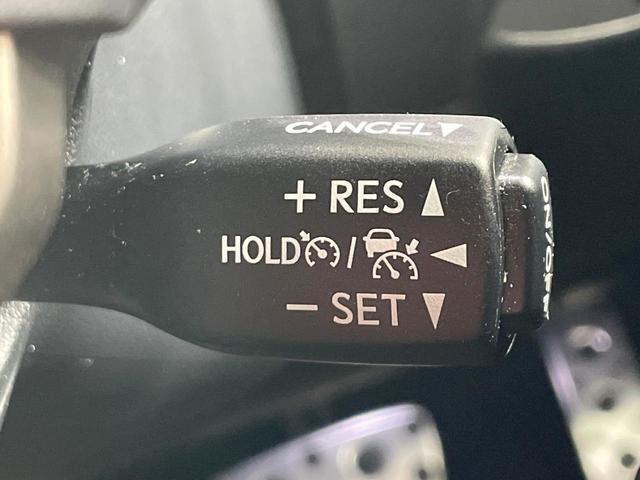 CANCEL▼
+ RES ▲
HOLD / ◀
− SET ▼